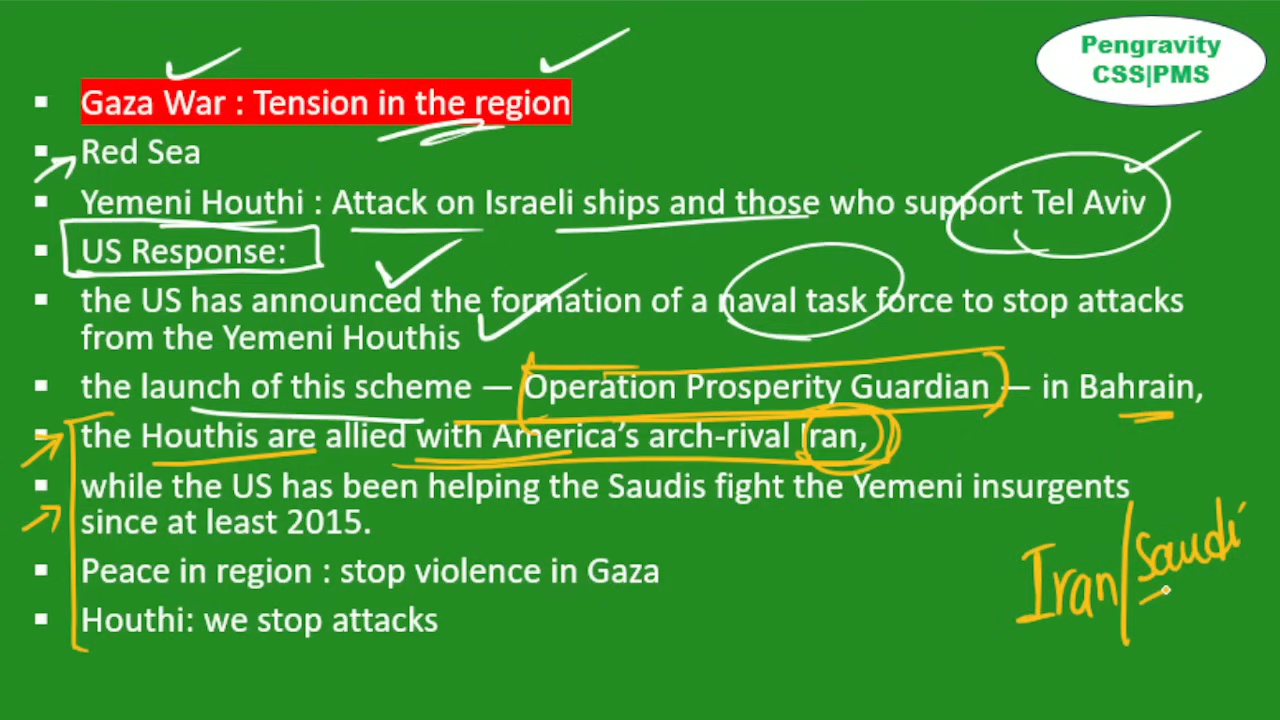 Pengravity
CSS|PMS
Gaza War : Tension in the region
Red Sea
Yemeni Houthi : Attack on Israeli ships and those who support Tel Aviv
US Response:
the US has announced the formation of a naval task force to stop attacks
from the Yemeni Houthis
the launch of this scheme — Operation Prosperity Guardian — in Bahrain,
the Houthis are allied with America’s arch-rival Iran,
while the US has been helping the Saudis fight the Yemeni insurgents
since at least 2015.
Peace in region : stop violence in Gaza
Houthi: we stop attacks
Iran/Saudi